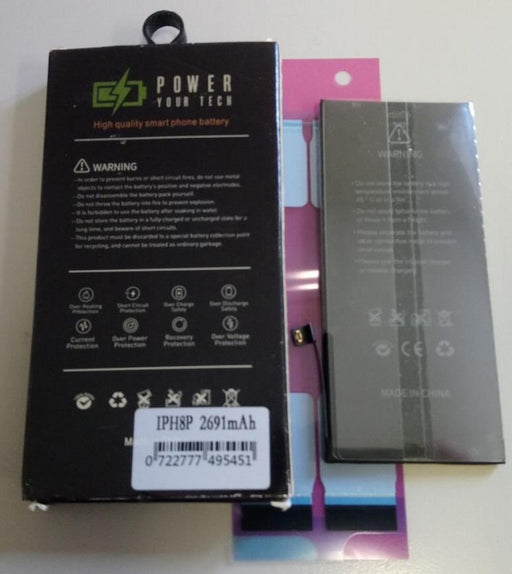 POWER
YOUR TECH
High quality smart phone battery
WARNING
-In order to prevent burns or short circuit fires, do not use metal
objects to contact the battery's positive and negative electrodes.
-Do not disassemble the battery pack yourself.
-Do not throw the battery into fire to prevent explosion.
-It is forbidden to use the battery after soaking in water.
-Do not store the battery in a fully charged or uncharged state for a
long time, and beware of short circuits.
-This product must be discarded to a special battery collection point
for recycling, and cannot be treated as ordinary garbage.
Over Heating
Protection
Short Circuit
Protection
Over Charge
Safety
Over Discharge
Safety
Current
Protection
Over Power
Protection
Recovery
Protection
Over Voltage
Protection
IPH8P 2691mAh
0 722777 495451
WARNING
CE
MADE IN CHINA